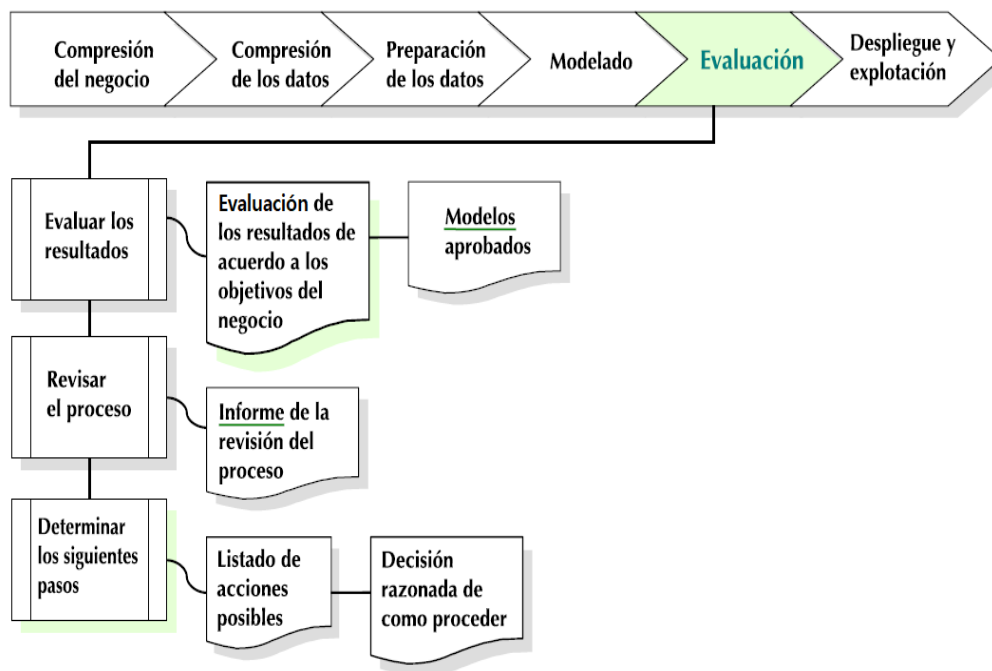 Compresión
del negocio
Compresión
de los datos
Preparación
de los datos
Modelado
Evaluación
Despliegue y
explotación
Evaluar los
resultados
Evaluación de
los resultados de
acuerdo a los
objetivos del
negocio
Modelos
aprobados
Revisar
el proceso
Informe de la
revisión del
proceso
Determinar
los siguientes
pasos
Listado de
acciones
posibles
Decisión
razonada de
como proceder